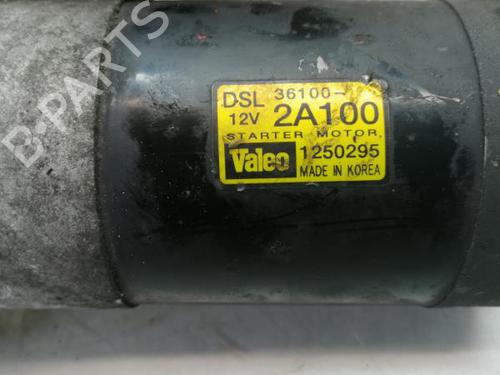 DSL 36100-
12V 2A100
STARTER MOTOR
Valeo 1250295
MADE IN KOREA
B-Parts